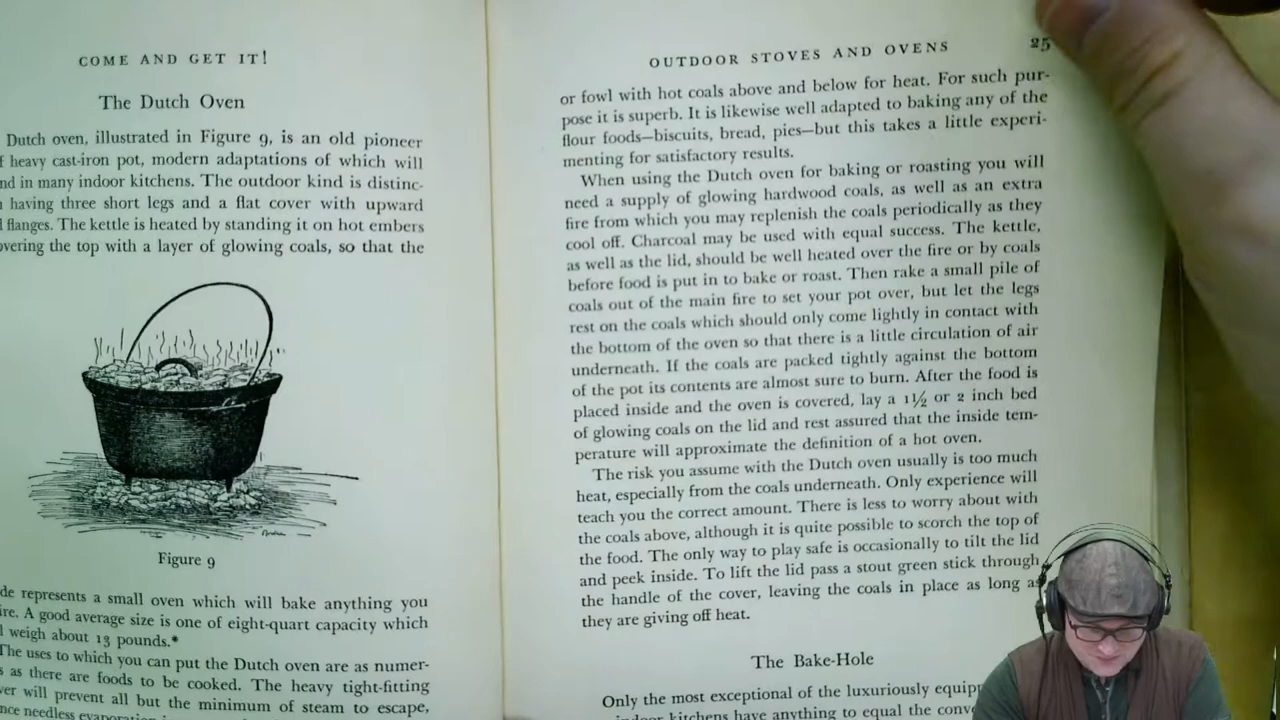 COME AND GET IT!
The Dutch Oven
Dutch oven, illustrated in Figure 9, is an old pioneer
heavy cast-iron pot, modern adaptations of which will
in many indoor kitchens. The outdoor kind is distinc-
having three short legs and a flat cover with upward
flanges. The kettle is heated by standing it on hot embers
the top with a layer of glowing coals, so that the
Figure 9
represents a small oven which will bake anything you
A good average size is one of eight-quart capacity which
weigh about 13 pounds.*
The uses to which you can put the Dutch oven are as numer-
as there are foods to be cooked. The heavy tight-fitting
will prevent all but the minimum of steam to escape,
needless evaporation
OUTDOOR STOVES AND OVENS 25
or fowl with hot coals above and below for heat. For such pur-
pose it is superb. It is likewise well adapted to baking any of the
flour foods—biscuits, bread, pies—but this takes a little experi-
menting for satisfactory results.
When using the Dutch oven for baking or roasting you will
need a supply of glowing hardwood coals, as well as an extra
fire from which you may replenish the coals periodically as they
cool off. Charcoal may be used with equal success. The kettle,
as well as the lid, should be well heated over the fire or by coals
before food is put in to bake or roast. Then rake a small pile of
coals out of the main fire to set your pot over, but let the legs
rest on the coals which should only come lightly in contact with
the bottom of the oven so that there is a little circulation of air
underneath. If the coals are packed tightly against the bottom
of the pot its contents are almost sure to burn. After the food is
placed inside and the oven is covered, lay a 1½ or 2 inch bed
of glowing coals on the lid and rest assured that the inside tem-
perature will approximate the definition of a hot oven.
The risk you assume with the Dutch oven usually is too much
heat, especially from the coals underneath. Only experience will
teach you the correct amount. There is less to worry about with
the coals above, although it is quite possible to scorch the top of
the food. The only way to play safe is occasionally to tilt the lid
and peek inside. To lift the lid pass a stout green stick through
the handle of the cover, leaving the coals in place as long as
they are giving off heat.
The Bake-Hole
Only the most exceptional of the luxuriously
indoor kitchens have anything to equal the